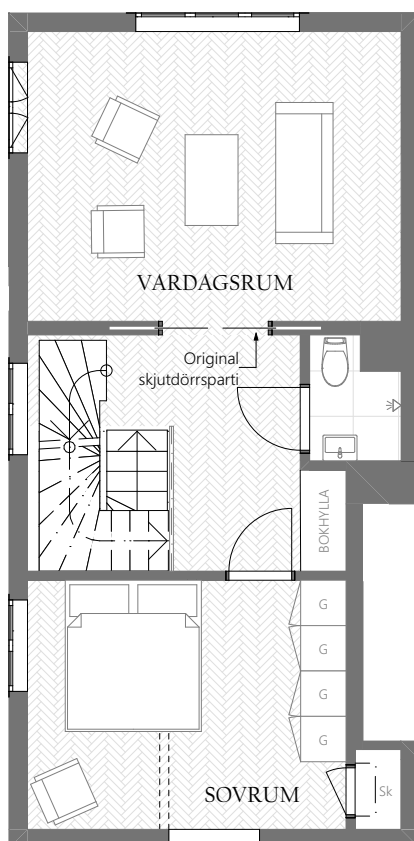 VARDAGSRUM
Original
skjutdörrsparti
BOKHYLLA
G
G
G
G
SOVRUM
Sk